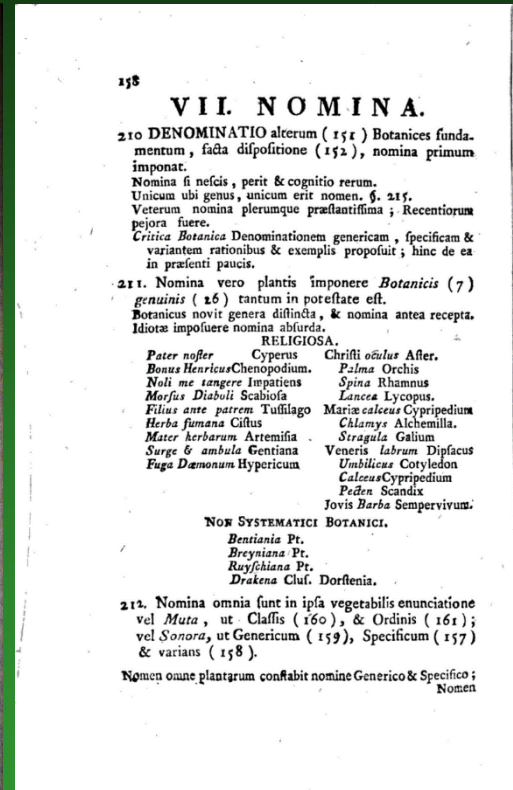 158
VII. NOMINA.
210 DENOMINATIO alterum ( 151 ) Botanices funda-
mentum , ſacta diſpoſitione ( 152 ) , nomina primum
imponat.
Nomina ſi neſcis , perit & cognitio rerum.
Unicum ubi genus, unicum erit nomen. §. 215.
Veterum nomina plerumque præſtantiſſima ; Recentiorum
pejora fuere.
Critica Botanica Denominationem genericam , ſpecificam &
variantem rationibus & exemplis propoſuit ; hinc de ea
in præſenti paucis.
211. Nomina vero plantis imponere Botanicis ( 7 )
genuinis ( 26 ) tantum in poteſtate eſt.
Botanicus novit genera diſtincta , & nomina antea recepta.
Idiotæ impoſuere nomina abſurda.
RELIGIOSA.
Pater noſter Cyperus
Bonus Henricus Chenopodium.
Noli me tangere Impatiens
Morſus Diaboli Scabioſa
Filius ante patrem Tuſſilago
Herba ſumana Ciſtus
Mater herbarum Artemiſia
Surge & ambula Gentiana
Fuga Dæmonum Hypericum
Chriſti oculus Aſter.
Palma Orchis
Spina Rhamnus
Lancea Lycopus.
Mariæ calceus Cypripedium
Chlamys Alchemilla.
Stragula Galium
Veneris labrum Dipſacus
Umbilicus Cotyledon
Calceus Cypripedium
Pecten Scandix
Jovis Barba Sempervivum.
NON SYSTEMATICI BOTANICI.
Bentiania Pt.
Breyniana Pt.
Ruyſchiana Pt.
Drakena Cluſ. Dorſtenia.
212. Nomina omnia ſunt in ipſa vegetabilis enunciatione
vel Muta , ut Claſſis ( 160 ) , & Ordinis ( 161 ) ;
vel Sonora, ut Genericum ( 159 ), Specificum ( 157 )
& varians ( 158 ).
Nomen omne plantarum conſtabit nomine Generico & Specifico ;
Nomen